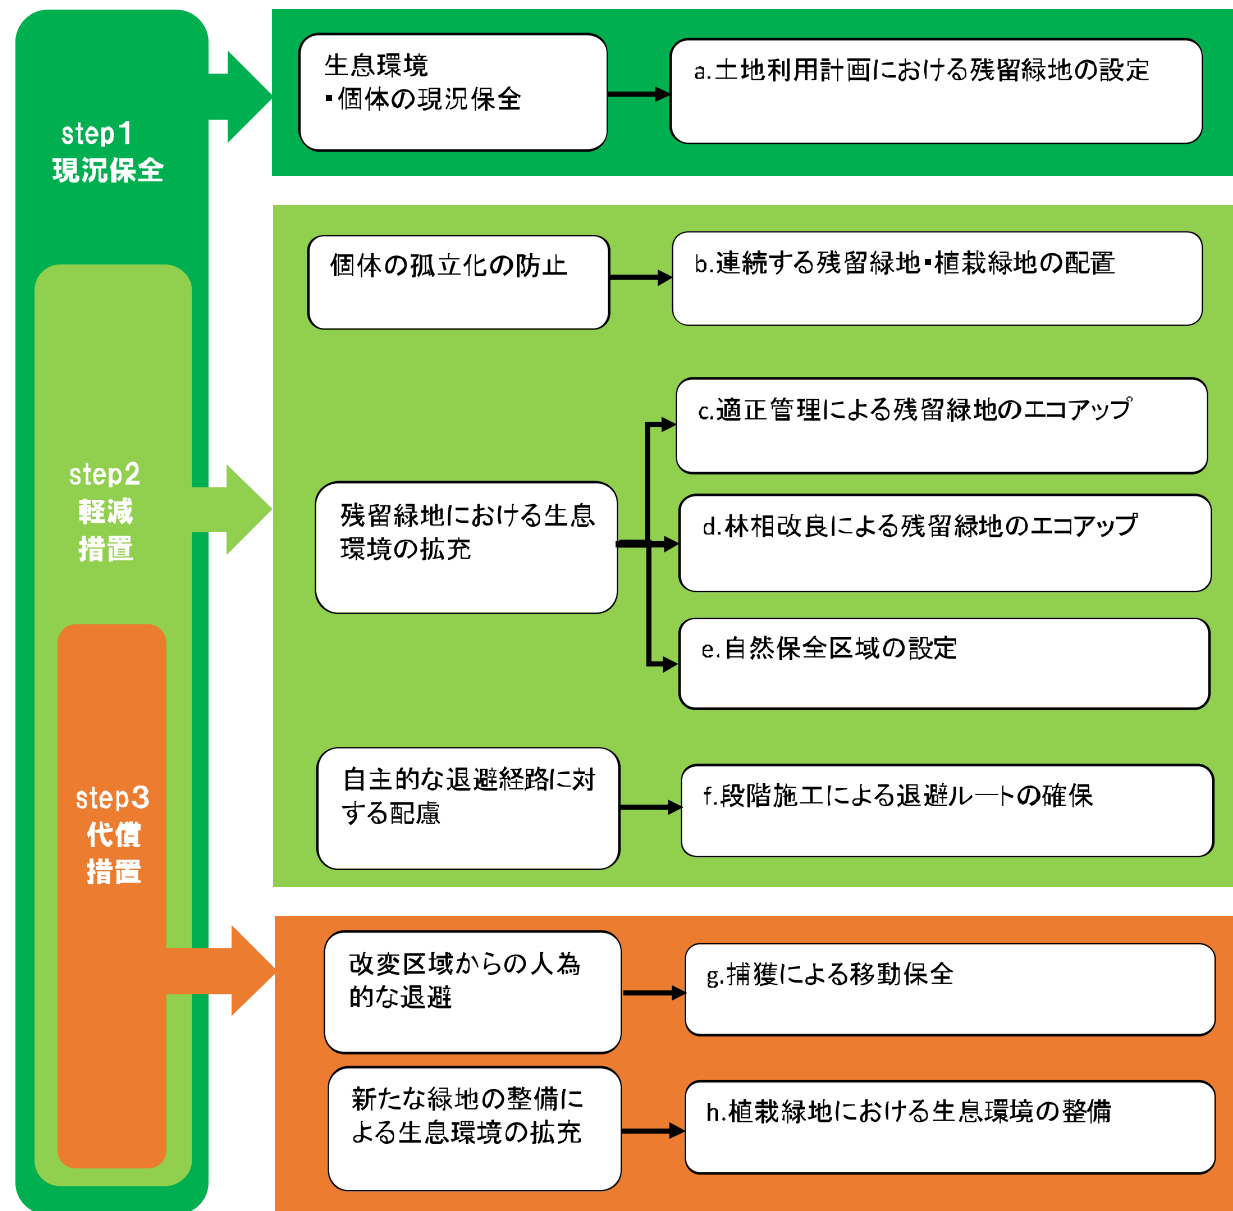 step1
現況保全
生息環境
・個体の現況保全
a.土地利用計画における残留緑地の設定
step2
軽減
措置
個体の孤立化の防止
b.連続する残留緑地・植栽緑地の配置
残留緑地における生息
環境の拡充
c.適正管理による残留緑地のエコアップ
d.林相改良による残留緑地のエコアップ
e.自然保全区域の設定
自主的な退避経路に対
する配慮
f.段階施工による退避ルートの確保
step3
代償
措置
改変区域からの人為
的な退避
g.捕獲による移動保全
新たな緑地の整備に
よる生息環境の拡充
h.植栽緑地における生息環境の整備